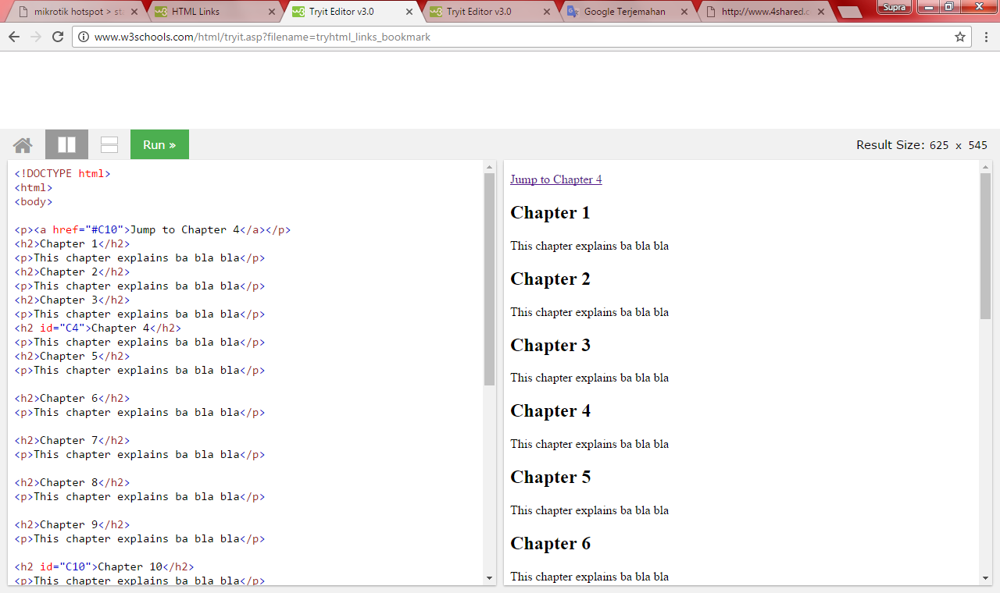 mikrotik hotspot > sta
HTML Links
Tryit Editor v3.0
Tryit Editor v3.0
Google Terjemahan
http://www.4shared.c
Supra
www.w3schools.com/html/tryit.asp?filename=tryhtml_links_bookmark
Run »
Result Size: 625 x 545
<!DOCTYPE html>
<html>
<body>
<p><a href="#C10">Jump to Chapter 4</a></p>
<h2>Chapter 1</h2>
<p>This chapter explains ba bla bla</p>
<h2>Chapter 2</h2>
<p>This chapter explains ba bla bla</p>
<h2>Chapter 3</h2>
<p>This chapter explains ba bla bla</p>
<h2 id="C4">Chapter 4</h2>
<p>This chapter explains ba bla bla</p>
<h2>Chapter 5</h2>
<p>This chapter explains ba bla bla</p>
<h2>Chapter 6</h2>
<p>This chapter explains ba bla bla</p>
<h2>Chapter 7</h2>
<p>This chapter explains ba bla bla</p>
<h2>Chapter 8</h2>
<p>This chapter explains ba bla bla</p>
<h2>Chapter 9</h2>
<p>This chapter explains ba bla bla</p>
<h2 id="C10">Chapter 10</h2>
<p>This chapter explains ba bla bla</p>
Jump to Chapter 4
Chapter 1
This chapter explains ba bla bla
Chapter 2
This chapter explains ba bla bla
Chapter 3
This chapter explains ba bla bla
Chapter 4
This chapter explains ba bla bla
Chapter 5
This chapter explains ba bla bla
Chapter 6
This chapter explains ba bla bla